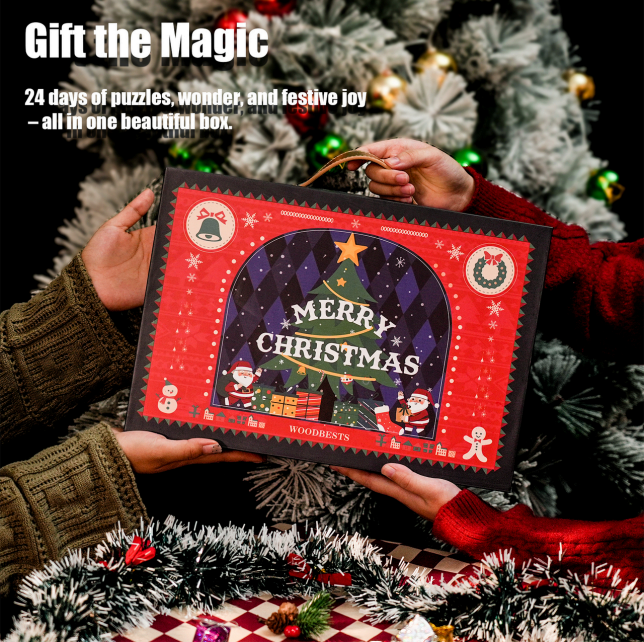 Gift the Magic
24 days of puzzles, wonder, and festive joy
– all in one beautiful box.
MERRY
CHRISTMAS
WOODBESTS